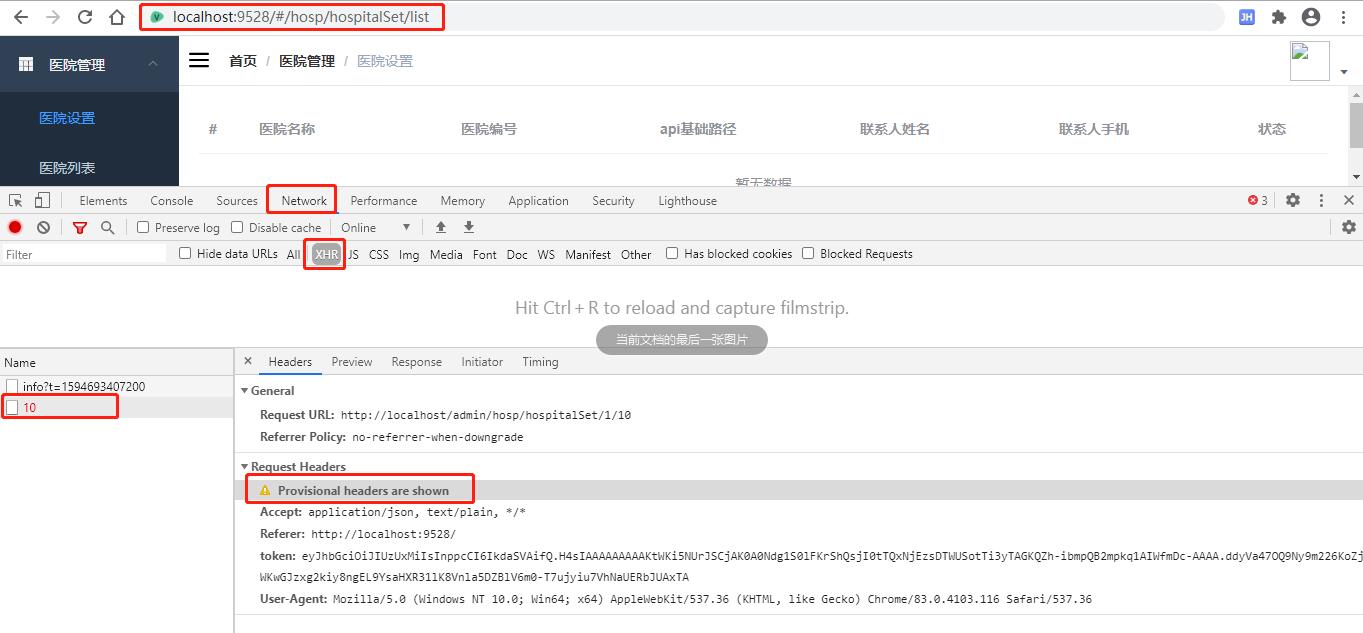 localhost:9528/#/hosp/hospitalSet/list
JH
医院管理
首页 / 医院管理 / 医院设置
医院设置
# 医院名称 医院编号 api基础路径 联系人姓名 联系人手机 状态
医院列表
暂无数据
Elements Console Sources Network Performance Memory Application Security Lighthouse 3
Preserve log Disable cache Online
Filter Hide data URLs All XHR JS CSS Img Media Font Doc WS Manifest Other Has blocked cookies Blocked Requests
Hit Ctrl + R to reload and capture filmstrip.
当前文档的最后一张图片
Name Headers Preview Response Initiator Timing
info?t=1594693407200
10
General
Request URL: http://localhost/admin/hosp/hospitalSet/1/10
Referrer Policy: no-referrer-when-downgrade
Request Headers
Provisional headers are shown
Accept: application/json, text/plain, */*
Referer: http://localhost:9528/
token: eyJhbGciOiJIUzUxMiIsInppcCI6IkdaSVAifQ.H4sIAAAAAAAAAKtWKi5NUrJSCjAK0A0Ndg1S0lFKrShQsjI0tTQxNjEzsDTWUSotTi3yTAGKQZh-ibmpQB2mpkq1AIWfmDc-AAAA.ddyVa47OQ9Ny9m226KoZj
WKwGJzxg2kiy8ngEL9YsaHXR31lK8Vnla5DZBlV6m0-T7ujyiu7VhNaUERbJUAxTA
User-Agent: Mozilla/5.0 (Windows NT 10.0; Win64; x64) AppleWebKit/537.36 (KHTML, like Gecko) Chrome/83.0.4103.116 Safari/537.36